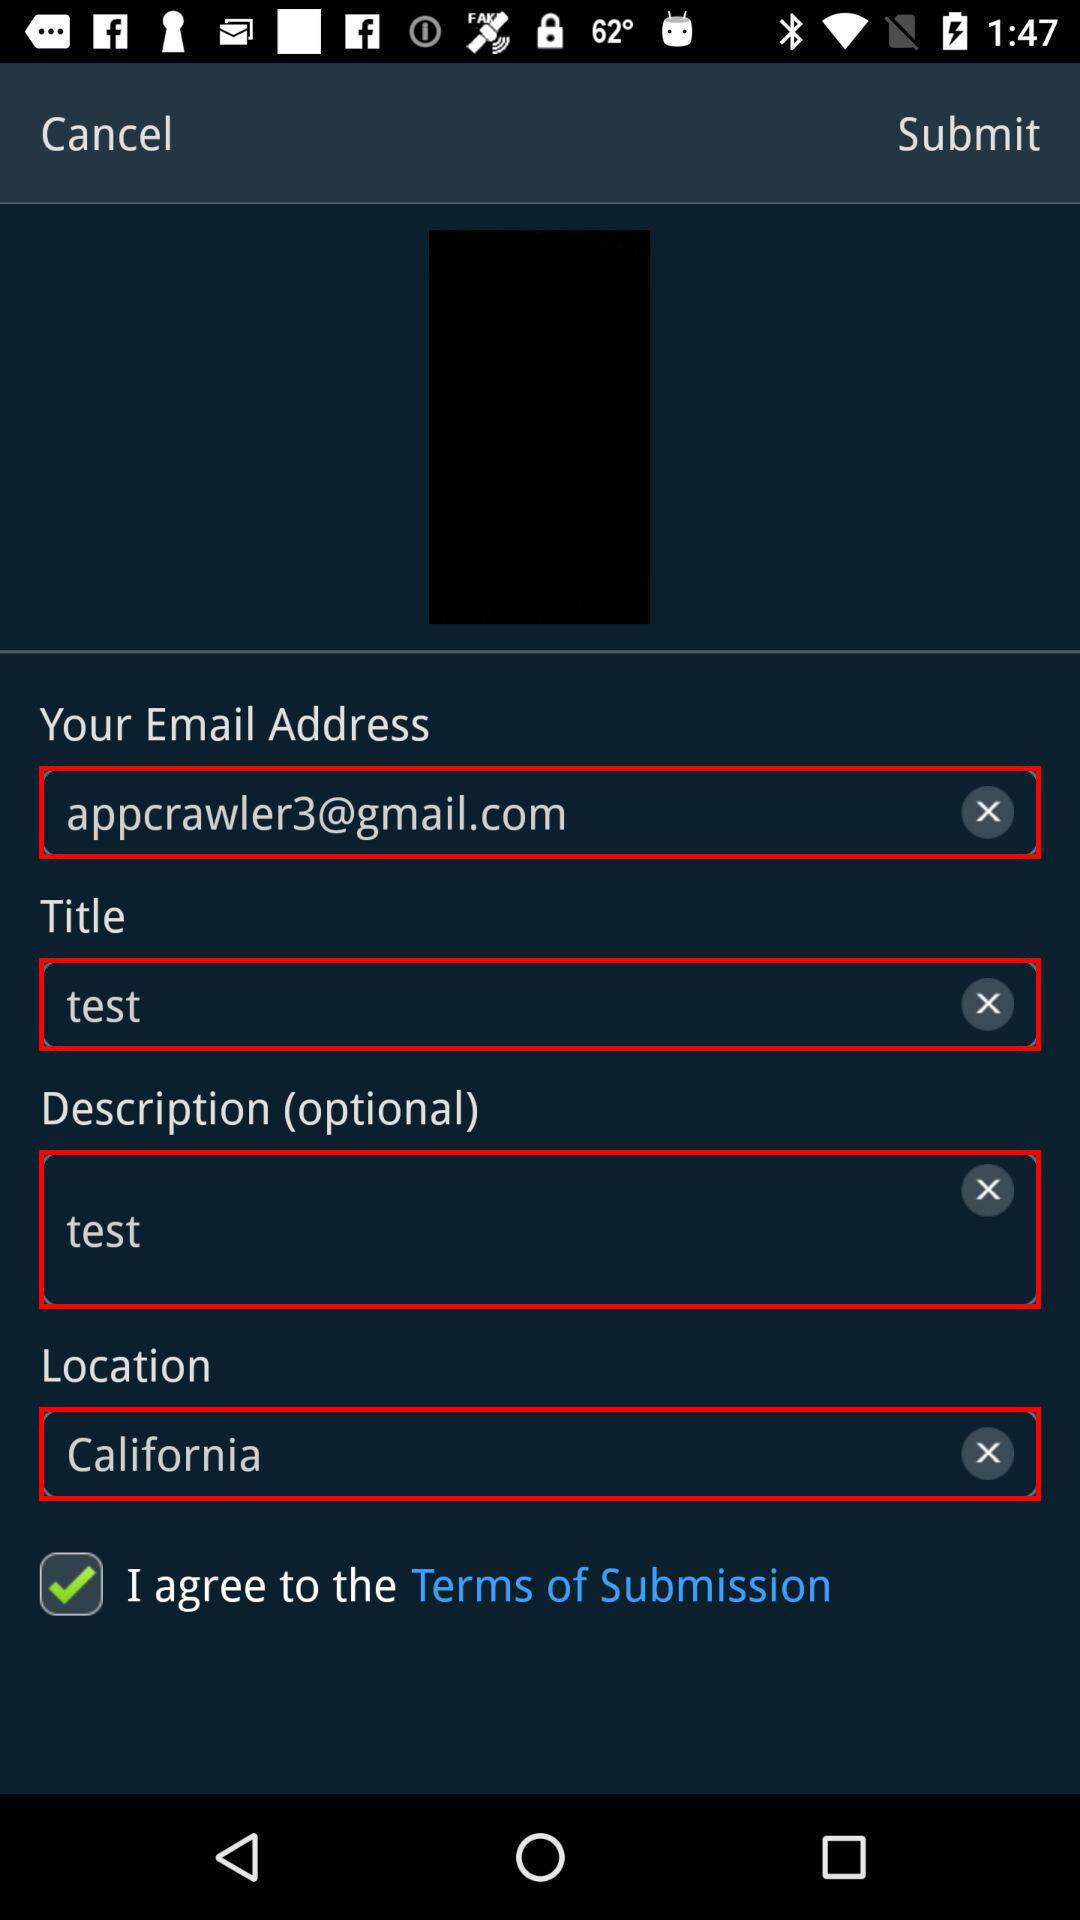 FAKE 62° 1:47
Cancel Submit
Your Email Address
appcrawler3@gmail.com
Title
test
Description (optional)
test
Location
California
I agree to the Terms of Submission